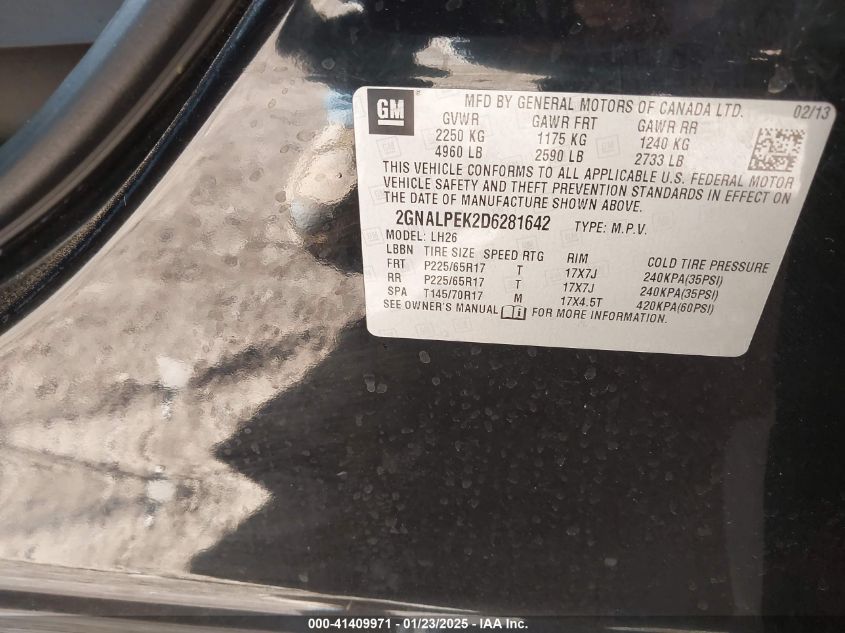 GM
MFD BY GENERAL MOTORS OF CANADA LTD. 02/13
GVWR GAWR FRT GAWR RR
2250 KG 1175 KG 1240 KG
4960 LB 2590 LB 2733 LB
THIS VEHICLE CONFORMS TO ALL APPLICABLE U.S. FEDERAL MOTOR
VEHICLE SAFETY AND THEFT PREVENTION STANDARDS IN EFFECT ON
THE DATE OF MANUFACTURE SHOWN ABOVE.
2GNALPEK2D6281642 TYPE: M.P.V.
MODEL: LH26
LBBN TIRE SIZE SPEED RTG RIM COLD TIRE PRESSURE
FRT P225/65R17 T 17X7J 240KPA(35PSI)
RR P225/65R17 T 17X7J 240KPA(35PSI)
SPA T145/70R17 M 17X4.5T 420KPA(60PSI)
SEE OWNER'S MANUAL FOR MORE INFORMATION.
000-41409971 - 01/23/2025 - IAA Inc.